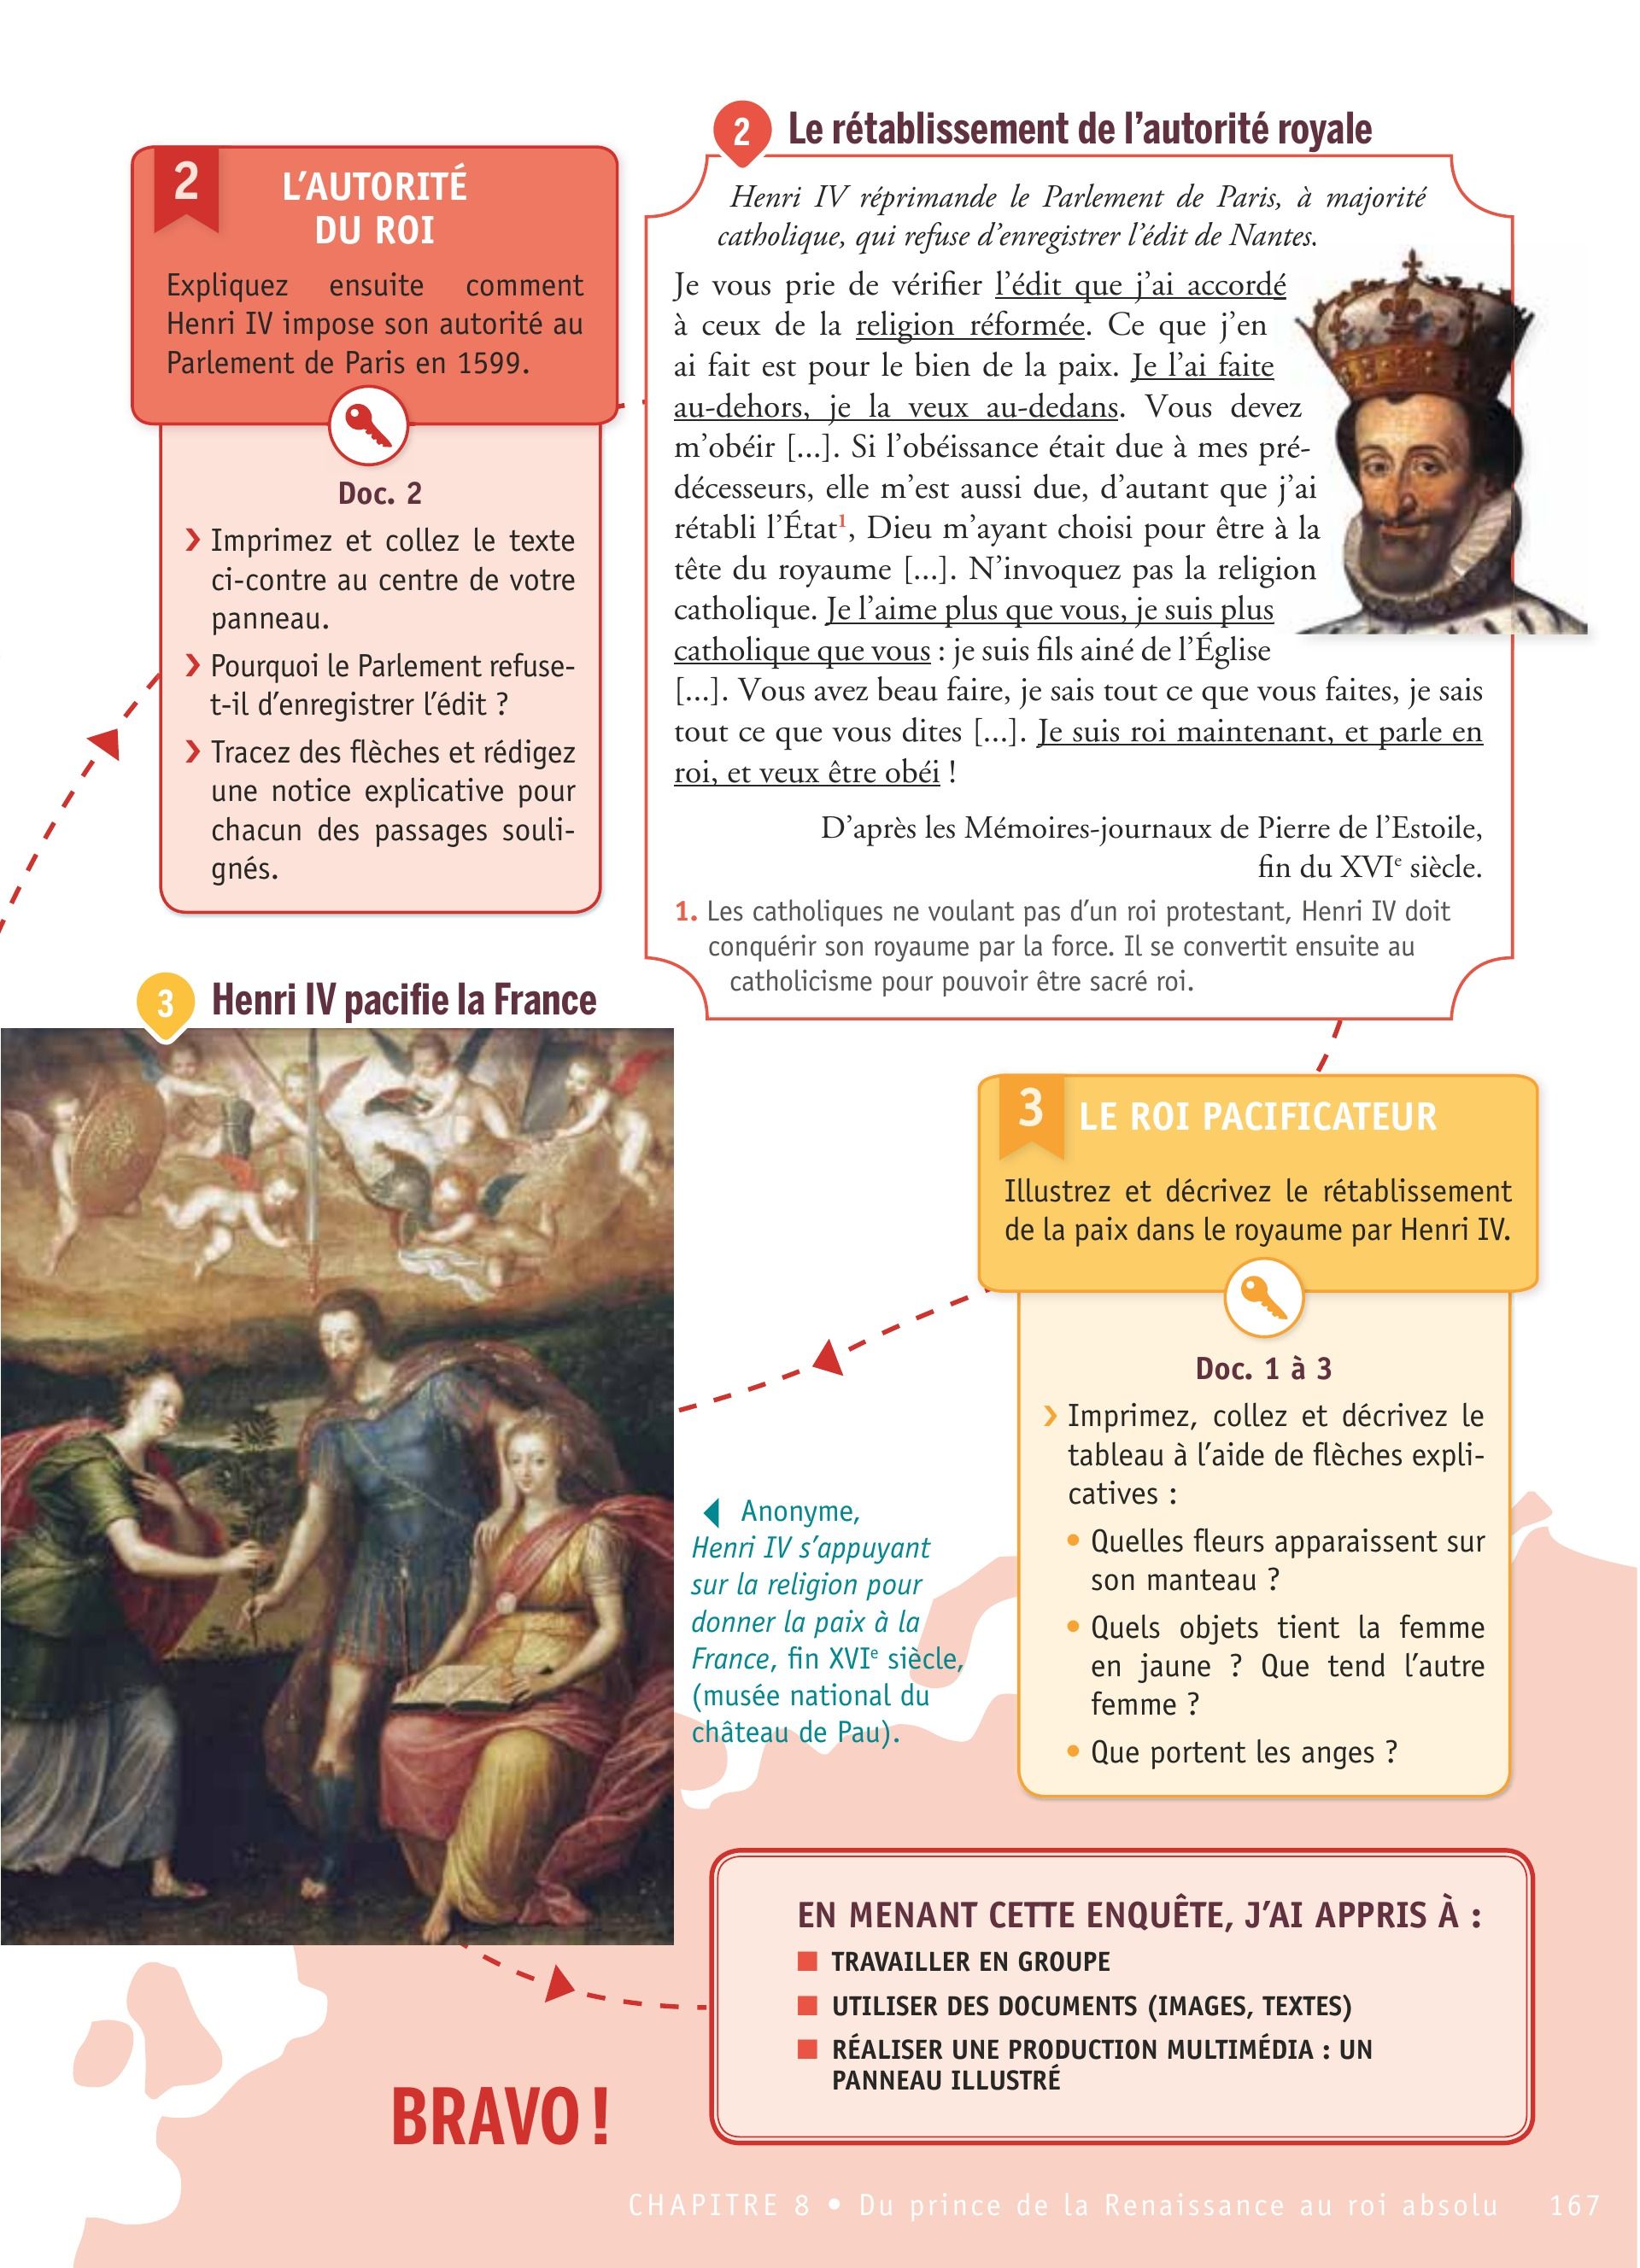 2
L'AUTORITÉ
DU ROI
Expliquez ensuite comment
Henri IV impose son autorité au
Parlement de Paris en 1599.
Doc. 2
› Imprimez et collez le texte
ci-contre au centre de votre
panneau.
› Pourquoi le Parlement refuse-
t-il d'enregistrer l'édit ?
› Tracez des flèches et rédigez
une notice explicative pour
chacun des passages souli-
gnés.
2 Le rétablissement de l'autorité royale
Henri IV réprimande le Parlement de Paris, à majorité
catholique, qui refuse d'enregistrer l'édit de Nantes.
Je vous prie de vérifier l'édit que j'ai accordé
à ceux de la religion réformée. Ce que j'en
ai fait est pour le bien de la paix. Je l'ai faite
au-dehors, je la veux au-dedans. Vous devez
m'obéir [...]. Si l'obéissance était due à mes pré-
décesseurs, elle m'est aussi due, d'autant que j'ai
rétabli l'État1, Dieu m'ayant choisi pour être à la
tête du royaume [...]. N'invoquez pas la religion
catholique. Je l'aime plus que vous, je suis plus
catholique que vous : je suis fils ainé de l'Église
[...]. Vous avez beau faire, je sais tout ce que vous faites, je sais
tout ce que vous dites [...]. Je suis roi maintenant, et parle en
roi, et veux être obéi !
D'après les Mémoires-journaux de Pierre de l'Estoile,
fin du XVIe siècle.
1. Les catholiques ne voulant pas d'un roi protestant, Henri IV doit
conquérir son royaume par la force. Il se convertit ensuite au
catholicisme pour pouvoir être sacré roi.
3 Henri IV pacifie la France
Anonyme,
Henri IV s'appuyant
sur la religion pour
donner la paix à la
France, fin XVIe siècle,
(musée national du
château de Pau).
3 LE ROI PACIFICATEUR
Illustrez et décrivez le rétablissement
de la paix dans le royaume par Henri IV.
Doc. 1 à 3
› Imprimez, collez et décrivez le
tableau à l'aide de flèches expli-
catives :
• Quelles fleurs apparaissent sur
son manteau ?
• Quels objets tient la femme
en jaune ? Que tend l'autre
femme ?
• Que portent les anges ?
EN MENANT CETTE ENQUÊTE, J'AI APPRIS À :
■ TRAVAILLER EN GROUPE
■ UTILISER DES DOCUMENTS (IMAGES, TEXTES)
■ RÉALISER UNE PRODUCTION MULTIMÉDIA : UN
PANNEAU ILLUSTRÉ
BRAVO !
CHAPITRE 8 • Du prince de la Renaissance au roi absolu 167